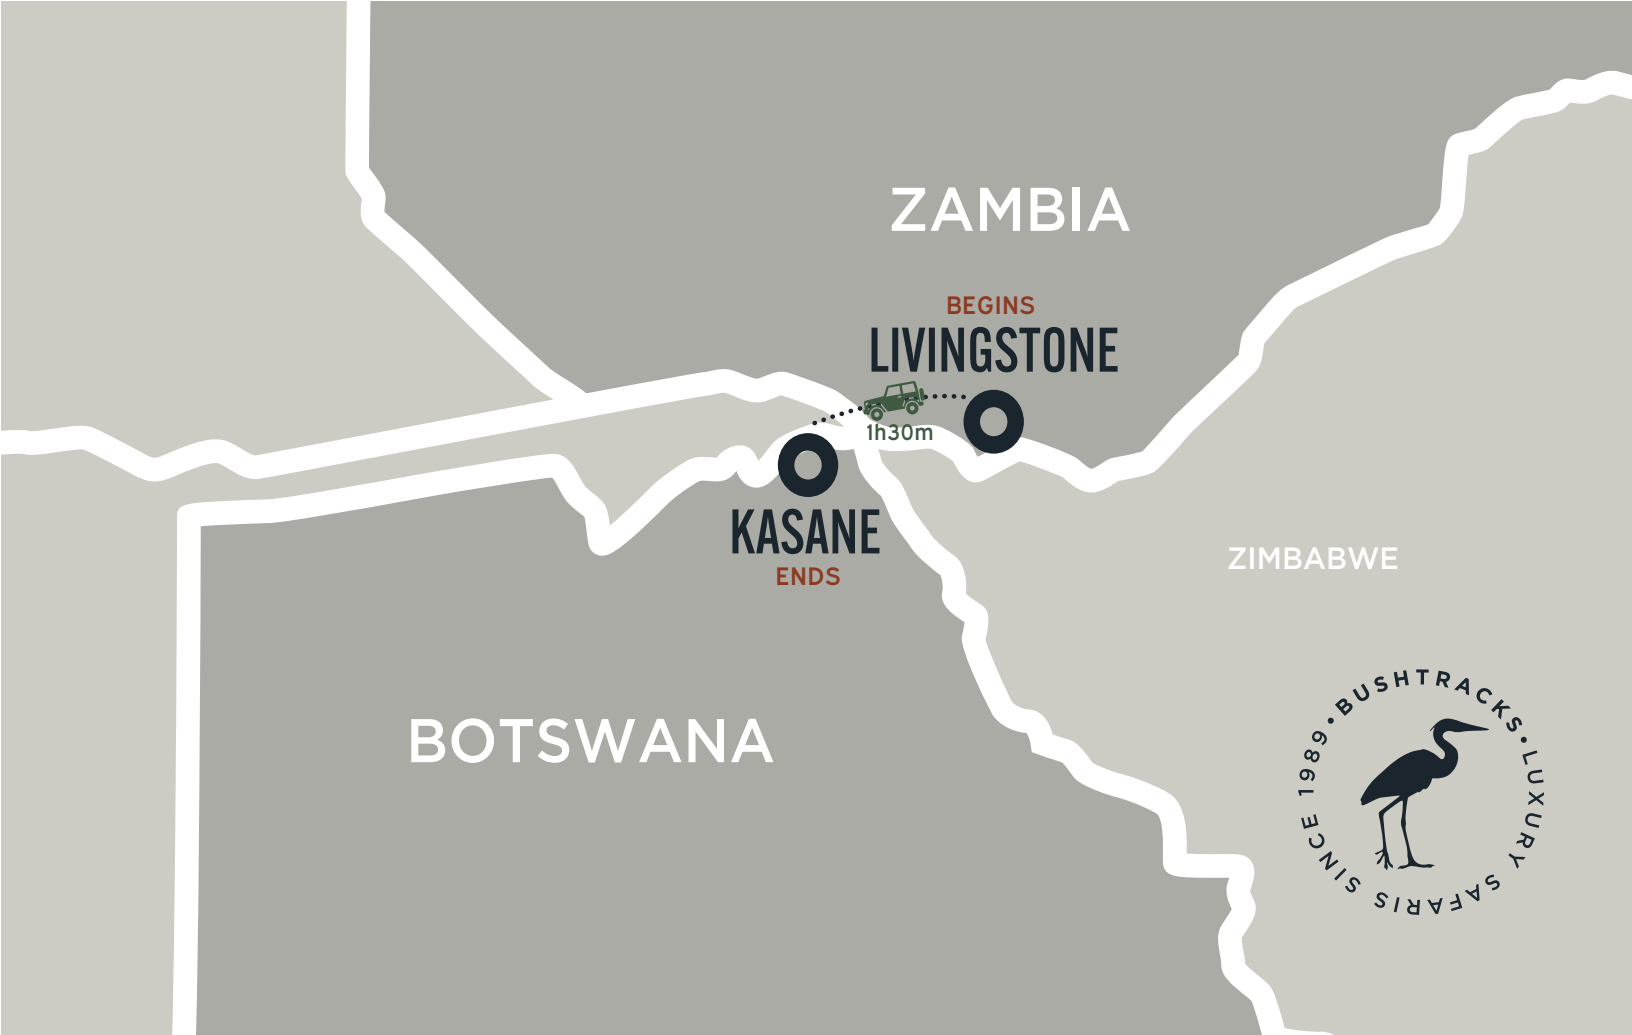 ZAMBIA
BEGINS
LIVINGSTONE
1h30m
KASANE
ENDS
ZIMBABWE
BOTSWANA
•BUSHTRACKS•
LUXURY SAFARIS SINCE 1989